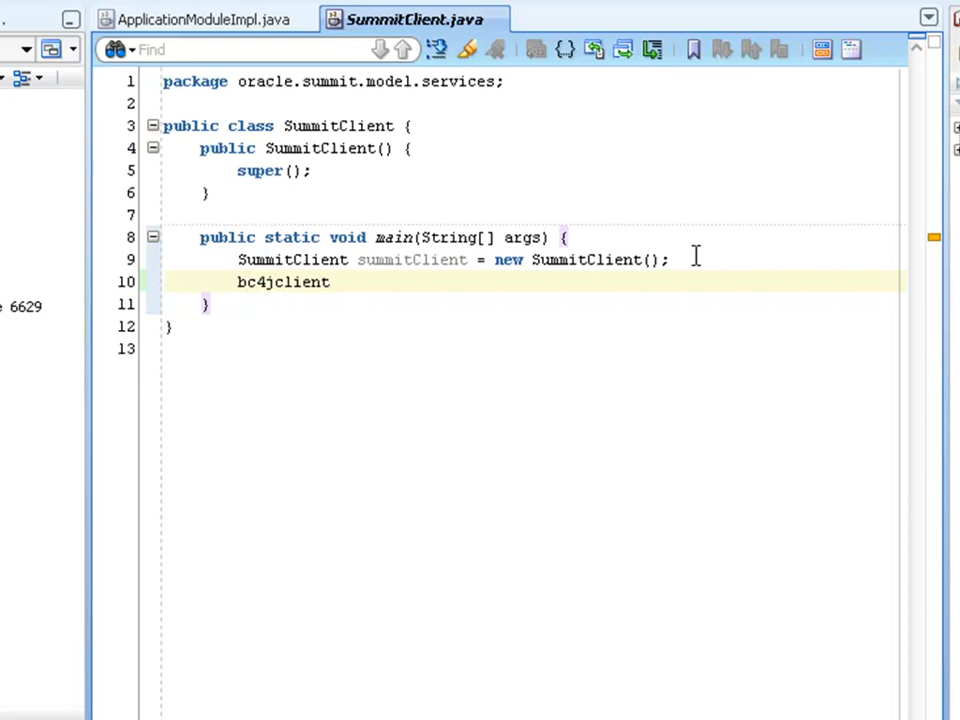 ApplicationModuleImpl.java
SummitClient.java
Find
1 package oracle.summit.model.services;
2
3 public class SummitClient {
4 public SummitClient() {
5 super();
6 }
7
8 public static void main(String[] args) {
9 SummitClient summitClient = new SummitClient();
10 bc4jclient
11 }
12 }
13
6629